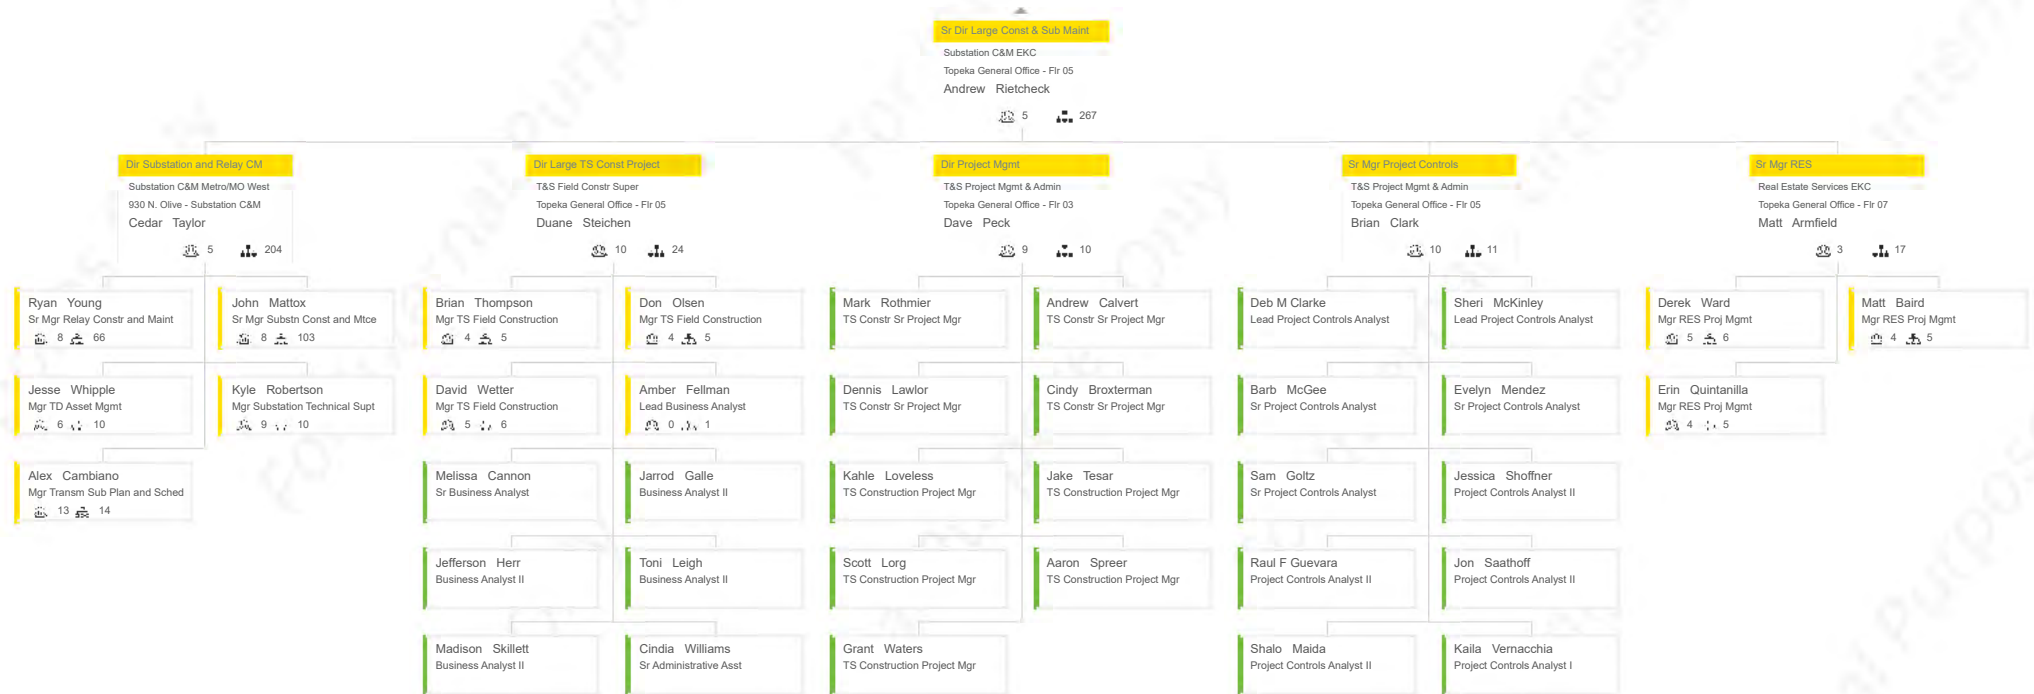 Sr Dir Large Const & Sub Maint
Substation C&M EKC
Topeka General Office - Flr 05
Andrew Rietcheck
5 267
Dir Substation and Relay CM
Substation C&M Metro/MO West
930 N. Olive - Substation C&M
Cedar Taylor
5 204
Ryan Young
Sr Mgr Relay Constr and Maint
8 66
John Mattox
Sr Mgr Substn Const and Mtce
8 103
Jesse Whipple
Mgr TD Asset Mgmt
6 10
Kyle Robertson
Mgr Substation Technical Supt
9 10
Alex Cambiano
Mgr Transm Sub Plan and Sched
13 14
Dir Large TS Const Project
T&S Field Constr Super
Topeka General Office - Flr 05
Duane Steichen
10 24
Brian Thompson
Mgr TS Field Construction
4 5
Don Olsen
Mgr TS Field Construction
4 5
David Wetter
Mgr TS Field Construction
5 6
Amber Fellman
Lead Business Analyst
0 1
Melissa Cannon
Sr Business Analyst
Jarrod Galle
Business Analyst II
Jefferson Herr
Business Analyst II
Toni Leigh
Business Analyst II
Madison Skillett
Business Analyst II
Cindia Williams
Sr Administrative Asst
Dir Project Mgmt
T&S Project Mgmt & Admin
Topeka General Office - Flr 03
Dave Peck
9 10
Mark Rothmier
TS Constr Sr Project Mgr
Andrew Calvert
TS Constr Sr Project Mgr
Dennis Lawlor
TS Constr Sr Project Mgr
Cindy Broxterman
TS Constr Sr Project Mgr
Kahle Loveless
TS Construction Project Mgr
Jake Tesar
TS Construction Project Mgr
Scott Lorg
TS Construction Project Mgr
Aaron Spreer
TS Construction Project Mgr
Grant Waters
TS Construction Project Mgr
Sr Mgr Project Controls
T&S Project Mgmt & Admin
Topeka General Office - Flr 05
Brian Clark
10 11
Deb M Clarke
Lead Project Controls Analyst
Sheri McKinley
Lead Project Controls Analyst
Barb McGee
Sr Project Controls Analyst
Evelyn Mendez
Sr Project Controls Analyst
Sam Goltz
Sr Project Controls Analyst
Jessica Shoffner
Project Controls Analyst II
Raul F Guevara
Project Controls Analyst II
Jon Saathoff
Project Controls Analyst II
Shalo Maida
Project Controls Analyst II
Kaila Vernacchia
Project Controls Analyst I
Sr Mgr RES
Real Estate Services EKC
Topeka General Office - Flr 07
Matt Armfield
3 17
Derek Ward
Mgr RES Proj Mgmt
5 6
Matt Baird
Mgr RES Proj Mgmt
4 5
Erin Quintanilla
Mgr RES Proj Mgmt
4 5